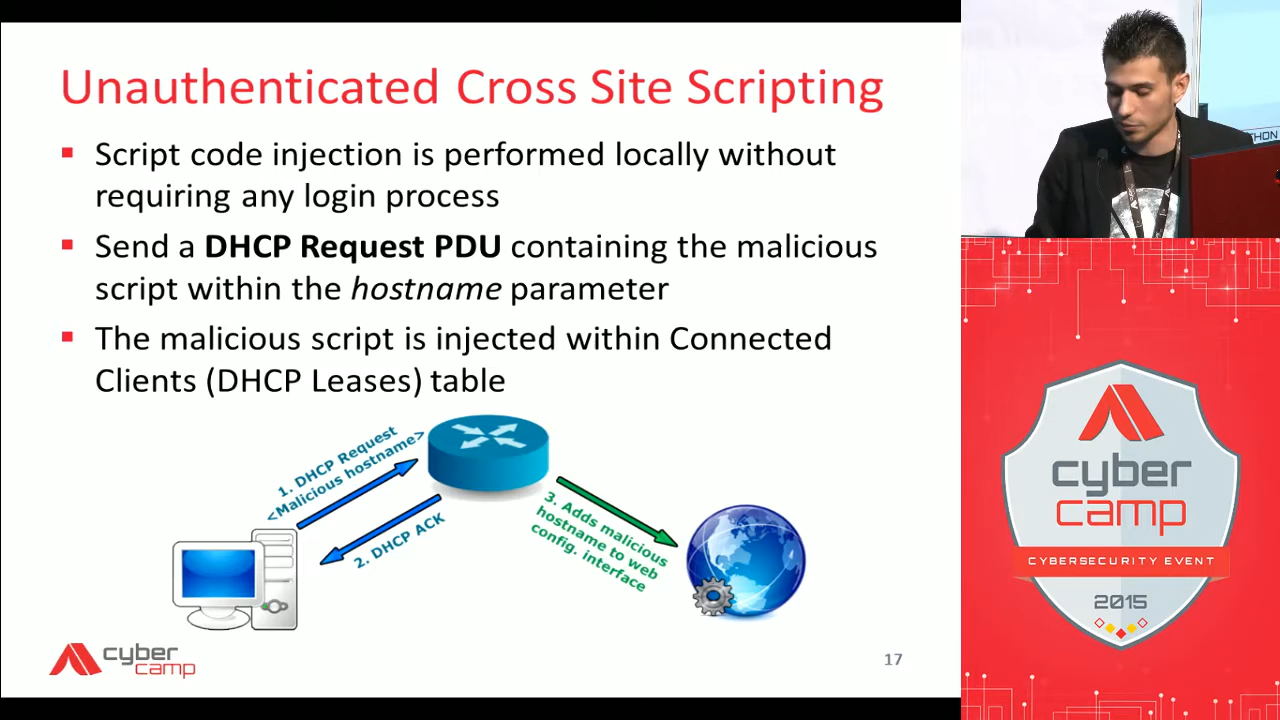 Unauthenticated Cross Site Scripting
Script code injection is performed locally without
requiring any login process
Send a DHCP Request PDU containing the malicious
script within the hostname parameter
The malicious script is injected within Connected
Clients (DHCP Leases) table
1. DHCP Request
<Malicious hostname>
2. DHCP ACK
3. Adds malicious
hostname to web
config. interface
cyber
camp
17
THON
cyber
camp
CYBERSECURITY EVENT
2015